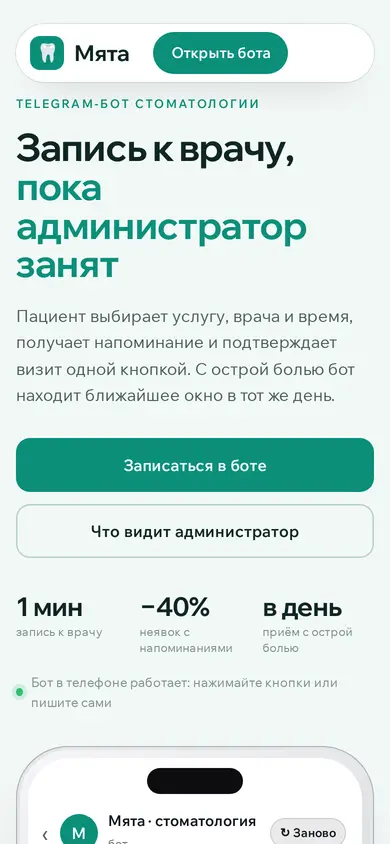 Мята
Открыть бота
TELEGRAM-БОТ СТОМАТОЛОГИИ
Запись к врачу,
пока
администратор
занят
Пациент выбирает услугу, врача и время,
получает напоминание и подтверждает
визит одной кнопкой. С острой болью бот
находит ближайшее окно в тот же день.
Записаться в боте
Что видит администратор
1 мин
запись к врачу
−40%
неявок с
напоминаниями
в день
приём с острой
болью
Бот в телефоне работает: нажимайте кнопки или
пишите сами
‹
М
Мята · стоматология
↻ Заново